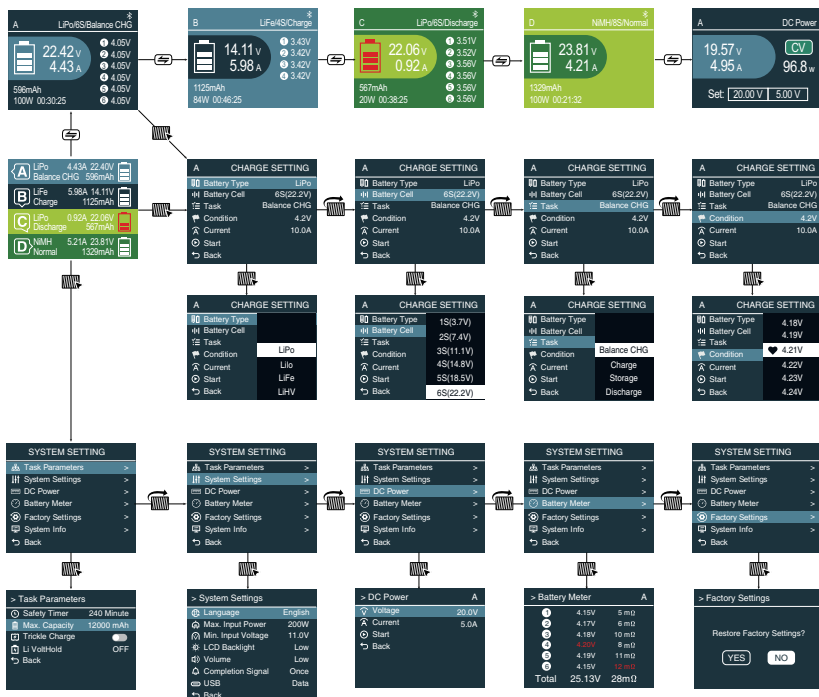 A LiPo/6S/Balance CHG
22.42 V
4.43 A
1 4.05V
2 4.05V
3 4.05V
4 4.05V
5 4.05V
6 4.05V
596mAh
100W 00:30:25
B LiFe/4S/Charge
14.11 V
5.98 A
1 3.43V
2 3.42V
3 3.42V
4 3.42V
1125mAh
84W 00:46:25
C LiPo/6S/Discharge
22.06 V
0.92 A
1 3.51V
2 3.52V
3 3.56V
4 3.56V
5 3.56V
6 3.56V
567mAh
20W 00:38:25
D NiMH/8S/Normal
23.81 V
4.21 A
1329mAh
100W 00:21:32
A DC Power
19.57 V
4.95 A
CV
96.8 w
Set: 20.00 V 5.00 V
A LiPo 4.43A 22.40V
Balance CHG 596mAh
B LiFe 5.98A 14.11V
Charge 1125mAh
C LiPo 0.92A 22.06V
Discharge 567mAh
D NiMH 5.21A 23.81V
Normal 1329mAh
A CHARGE SETTING
Battery Type LiPo
Battery Cell 6S(22.2V)
Task Balance CHG
Condition 4.2V
Current 10.0A
Start
Back
A CHARGE SETTING
Battery Type LiPo
Battery Cell 6S(22.2V)
Task Balance CHG
Condition 4.2V
Current 10.0A
Start
Back
A CHARGE SETTING
Battery Type LiPo
Battery Cell 6S(22.2V)
Task Balance CHG
Condition 4.2V
Current 10.0A
Start
Back
A CHARGE SETTING
Battery Type LiPo
Battery Cell 6S(22.2V)
Task Balance CHG
Condition 4.2V
Current 10.0A
Start
Back
A CHARGE SETTING
Battery Type
Battery Cell
Task
Condition
Current
Start
Back
LiPo
LiIo
LiFe
LiHV
A CHARGE SETTING
Battery Type
Battery Cell
Task
Condition
Current
Start
Back
1S(3.7V)
2S(7.4V)
3S(11.1V)
4S(14.8V)
5S(18.5V)
6S(22.2V)
A CHARGE SETTING
Battery Type
Battery Cell
Task
Condition
Current
Start
Back
Balance CHG
Charge
Storage
Discharge
A CHARGE SETTING
Battery Type
Battery Cell
Task
Condition
Current
Start
Back
4.18V
4.19V
4.21V
4.22V
4.23V
4.24V
SYSTEM SETTING
Task Parameters >
System Settings >
DC Power >
Battery Meter >
Factory Settings >
System Info >
Back
SYSTEM SETTING
Task Parameters >
System Settings >
DC Power >
Battery Meter >
Factory Settings >
System Info >
Back
SYSTEM SETTING
Task Parameters >
System Settings >
DC Power >
Battery Meter >
Factory Settings >
System Info >
Back
SYSTEM SETTING
Task Parameters >
System Settings >
DC Power >
Battery Meter >
Factory Settings >
System Info >
Back
SYSTEM SETTING
Task Parameters >
System Settings >
DC Power >
Battery Meter >
Factory Settings >
System Info >
Back
> Task Parameters
Safety Timer 240 Minute
Max. Capacity 12000 mAh
Trickle Charge
Li VoltHold OFF
Back
> System Settings
Language English
Max. Input Power 200W
Min. Input Voltage 11.0V
LCD Backlight Low
Volume Low
Completion Signal Once
USB Data
Back
> DC Power A
Voltage 20.0V
Current 5.0A
Start
Back
> Battery Meter A
1 4.15V 5 mΩ
2 4.17V 6 mΩ
3 4.18V 10 mΩ
4 4.20V 8 mΩ
5 4.19V 11 mΩ
6 4.15V 12 mΩ
Total 25.13V 28mΩ
> Factory Settings
Restore Factory Settings?
YES NO